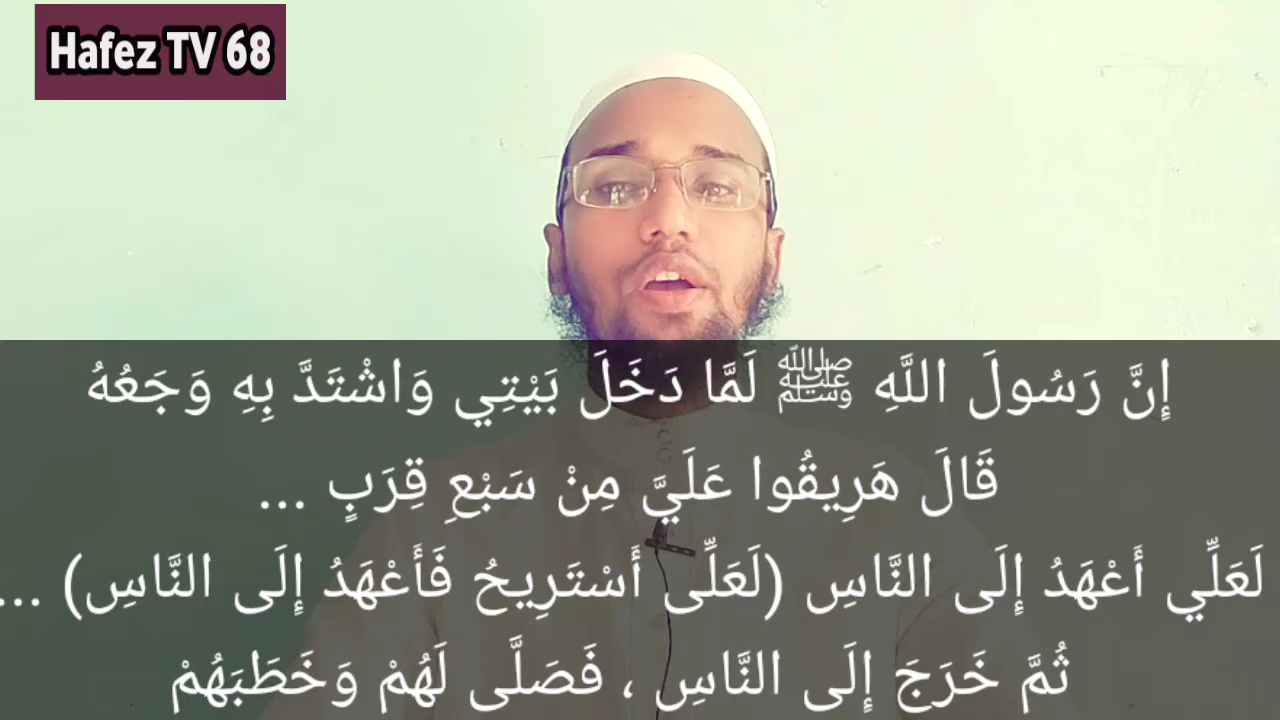 Hafez TV 68
إِنَّ رَسُولَ اللَّهِ ﷺ لَمَّا دَخَلَ بَيْتِي وَاشْتَدَّ بِهِ وَجَعُهُ
قَالَ هَرِيقُوا عَلَيَّ مِنْ سَبْعِ قِرَبٍ ...
لَعَلِّي أَعْهَدُ إِلَى النَّاسِ (لَعَلِّى أَسْتَرِيحُ فَأَعْهَدُ إِلَى النَّاسِ) ...
ثُمَّ خَرَجَ إِلَى النَّاسِ ، فَصَلَّى لَهُمْ وَخَطَبَهُمْ